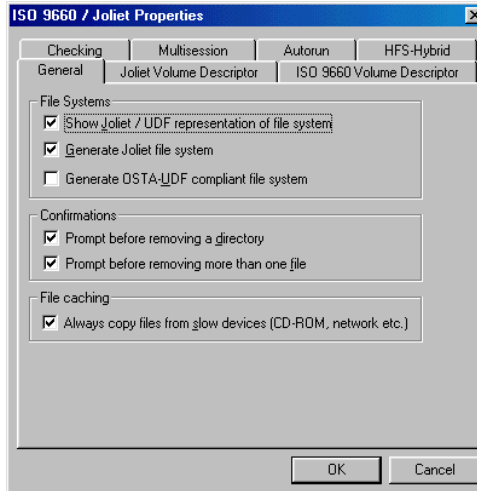 ISO 9660 / Joliet Properties
Checking Multisession Autorun HFS-Hybrid
General Joliet Volume Descriptor ISO 9660 Volume Descriptor
File Systems
Show Joliet / UDF representation of file system
Generate Joliet file system
Generate OSTA-UDF compliant file system
Confirmations
Prompt before removing a directory
Prompt before removing more than one file
File caching
Always copy files from slow devices (CD-ROM, network etc.)
OK Cancel